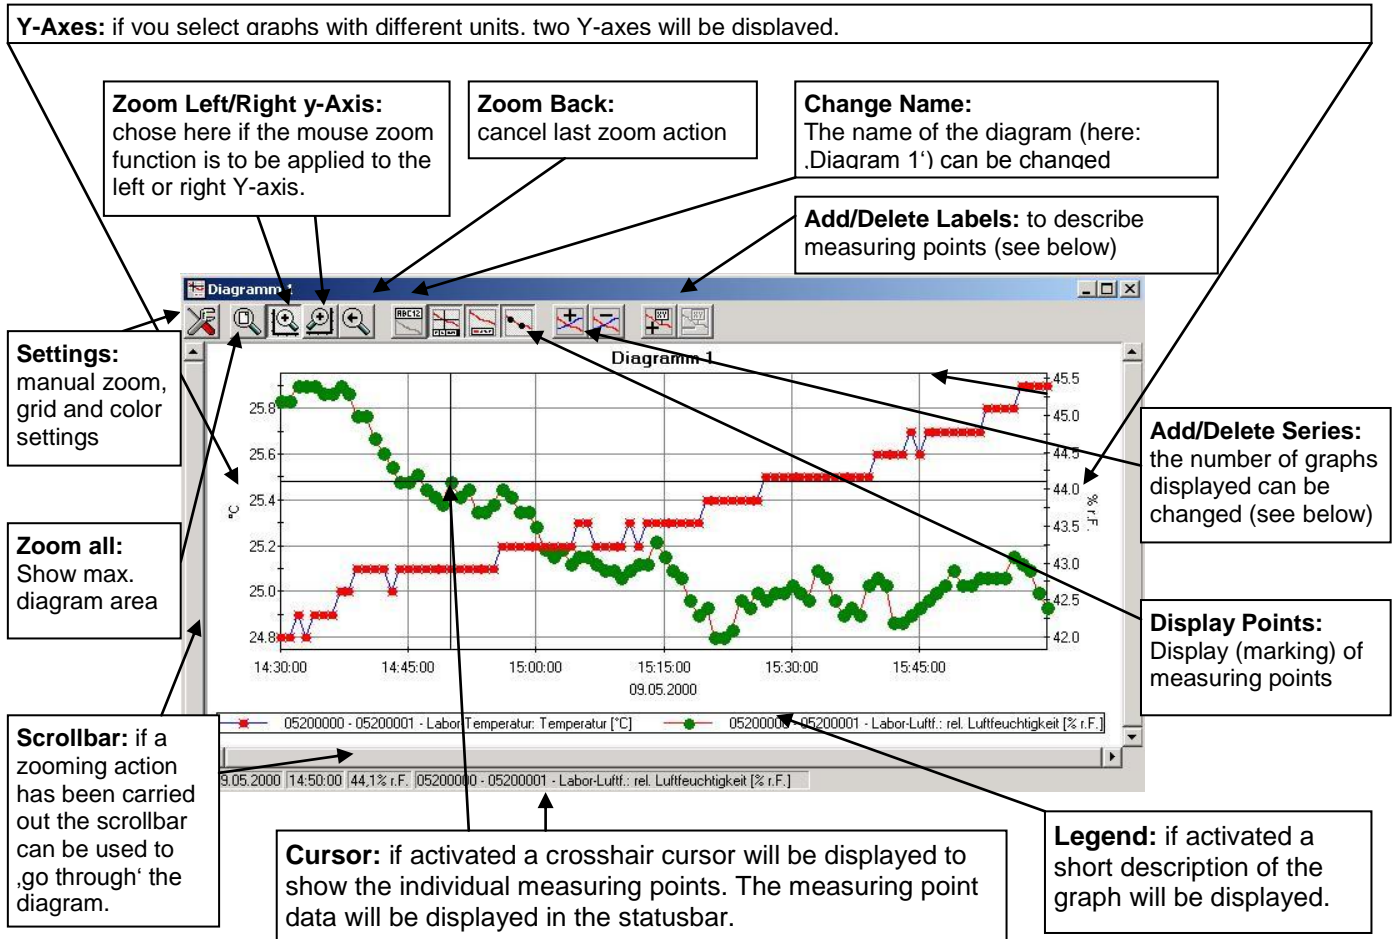 Y-Axes: if you select graphs with different units. two Y-axes will be displayed.
Zoom Left/Right y-Axis:
chose here if the mouse zoom
function is to be applied to the
left or right Y-axis.
Zoom Back:
cancel last zoom action
Change Name:
The name of the diagram (here:
‚Diagram 1‘) can be changed
Add/Delete Labels: to describe
measuring points (see below)
Diagramm 1
ABC12
XY
XY
Settings:
manual zoom,
grid and color
settings
Zoom all:
Show max.
diagram area
Scrollbar: if a
zooming action
has been carried
out the scrollbar
can be used to
‚go through‘ the
diagram.
Diagramm 1
25.8
25.6
25.4
25.2
25.0
24.8
°C
45.5
45.0
44.5
44.0
43.5
43.0
42.5
42.0
% r.F.
14:30:00 14:45:00 15:00:00 15:15:00 15:30:00 15:45:00
09.05.2000
05200000 - 05200001 - Labor-Temperatur: Temperatur [°C] 05200000 - 05200001 - Labor-Luftf.: rel. Luftfeuchtigkeit [% r.F.]
9.05.2000 14:50:00 44,1% r.F. 05200000 - 05200001 - Labor-Luftf.: rel. Luftfeuchtigkeit [% r.F.]
Add/Delete Series:
the number of graphs
displayed can be
changed (see below)
Display Points:
Display (marking) of
measuring points
Cursor: if activated a crosshair cursor will be displayed to
show the individual measuring points. The measuring point
data will be displayed in the statusbar.
Legend: if activated a
short description of the
graph will be displayed.